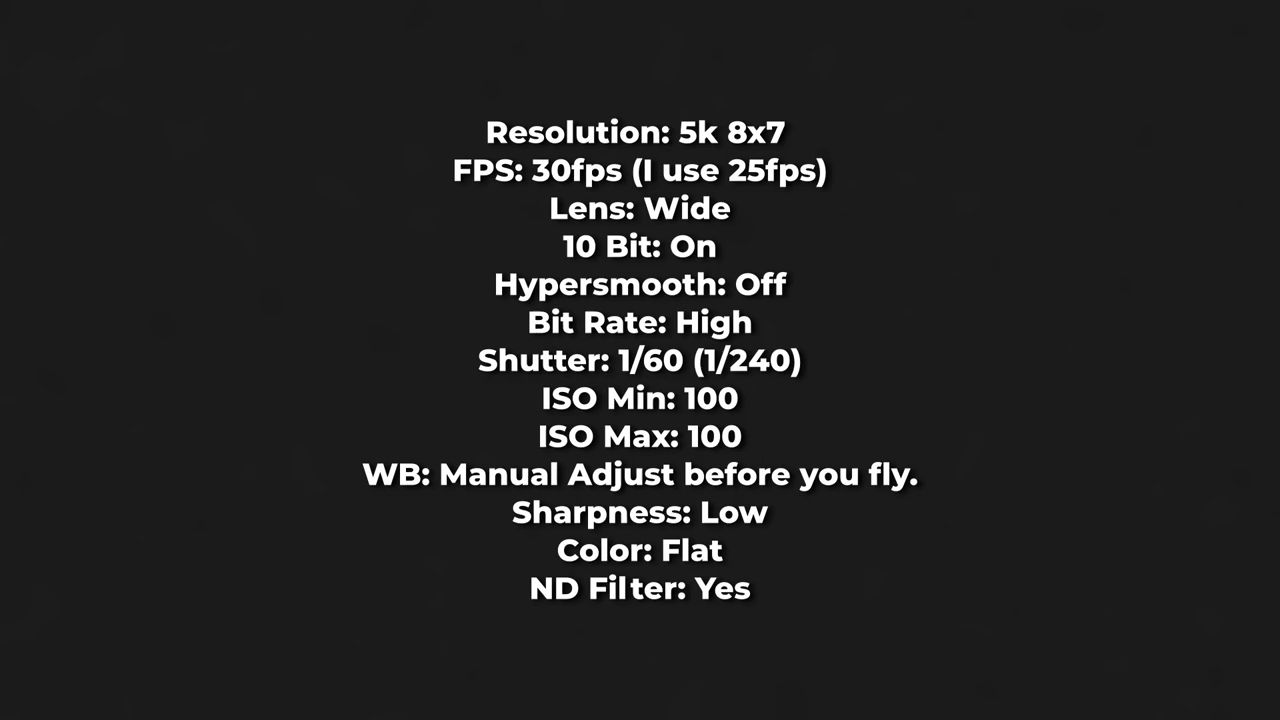 Resolution: 5k 8x7
FPS: 30fps (I use 25fps)
Lens: Wide
10 Bit: On
Hypersmooth: Off
Bit Rate: High
Shutter: 1/60 (1/240)
ISO Min: 100
ISO Max: 100
WB: Manual Adjust before you fly.
Sharpness: Low
Color: Flat
ND Filter: Yes